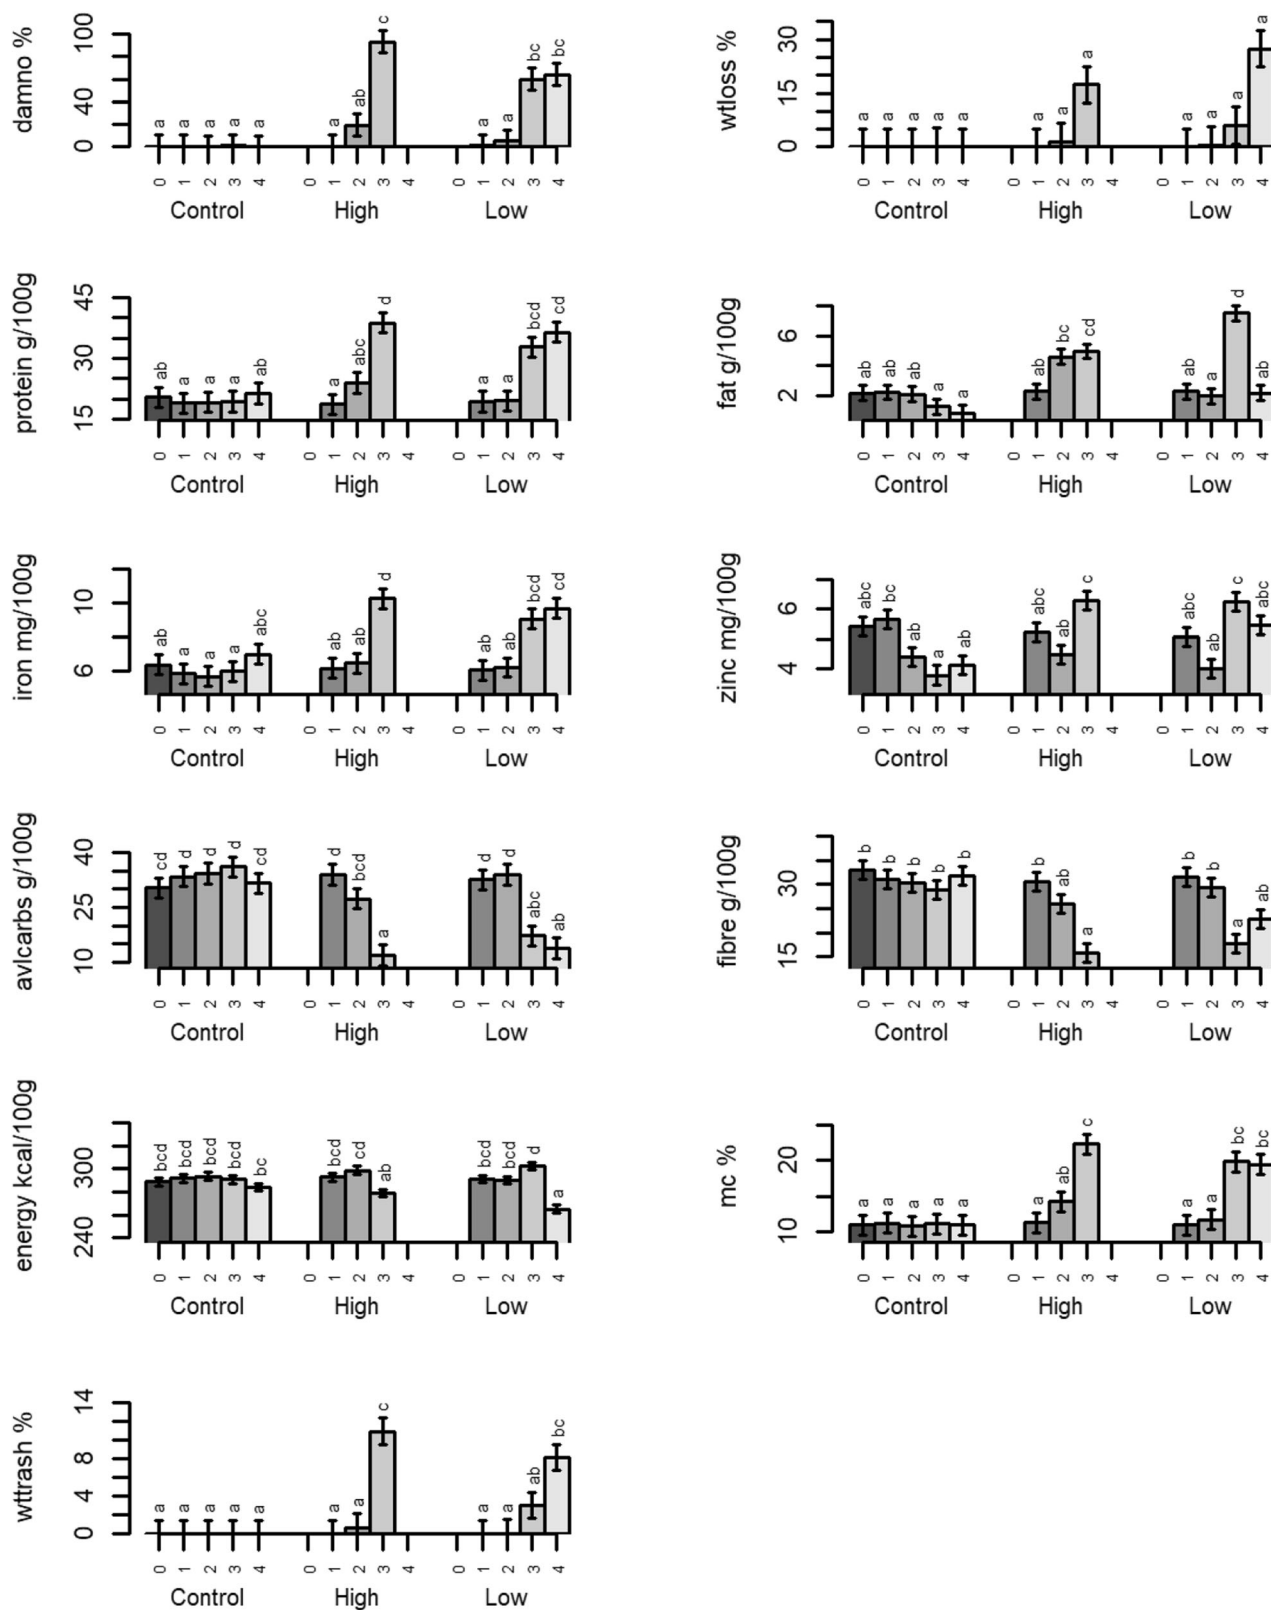 damno %
100
40
0
a a a a a
a ab c
a a bc bc
0 1 2 3 4 0 1 2 3 4 0 1 2 3 4
Control High Low
wtloss %
30
15
0
a a a a a
a a a
a a a a
0 1 2 3 4 0 1 2 3 4 0 1 2 3 4
Control High Low
protein g/100g
45
30
15
ab a a a ab
a abc d
a a bcd cd
0 1 2 3 4 0 1 2 3 4 0 1 2 3 4
Control High Low
fat g/100g
6
2
ab ab ab a a
ab bc cd
ab a d ab
0 1 2 3 4 0 1 2 3 4 0 1 2 3 4
Control High Low
iron mg/100g
10
6
ab a a a abc
ab ab d
ab ab bcd cd
0 1 2 3 4 0 1 2 3 4 0 1 2 3 4
Control High Low
zinc mg/100g
6
4
abc bc ab a ab
abc ab c
abc ab c abc
0 1 2 3 4 0 1 2 3 4 0 1 2 3 4
Control High Low
avlcarbs g/100g
40
25
10
cd d d d cd
d bcd a
d d abc ab
0 1 2 3 4 0 1 2 3 4 0 1 2 3 4
Control High Low
fibre g/100g
30
15
b b b b b
b ab a
b b a ab
0 1 2 3 4 0 1 2 3 4 0 1 2 3 4
Control High Low
energy kcal/100g
300
240
bcd bcd bcd bcd bc
bcd cd ab
bcd bcd d a
0 1 2 3 4 0 1 2 3 4 0 1 2 3 4
Control High Low
mc %
20
10
a a a a a
a ab c
a a bc bc
0 1 2 3 4 0 1 2 3 4 0 1 2 3 4
Control High Low
wttrash %
14
8
4
0
a a a a a
a a c
a a ab bc
0 1 2 3 4 0 1 2 3 4 0 1 2 3 4
Control High Low